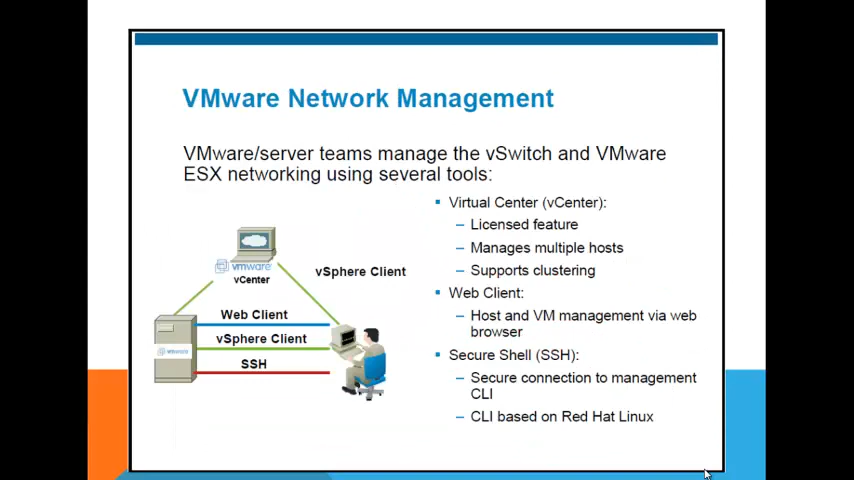 VMware Network Management
VMware/server teams manage the vSwitch and VMware
ESX networking using several tools:
Virtual Center (vCenter):
– Licensed feature
– Manages multiple hosts
– Supports clustering
Web Client:
– Host and VM management via web
browser
Secure Shell (SSH):
– Secure connection to management
CLI
– CLI based on Red Hat Linux
vmware
vCenter
vSphere Client
Web Client
vSphere Client
SSH
vmware